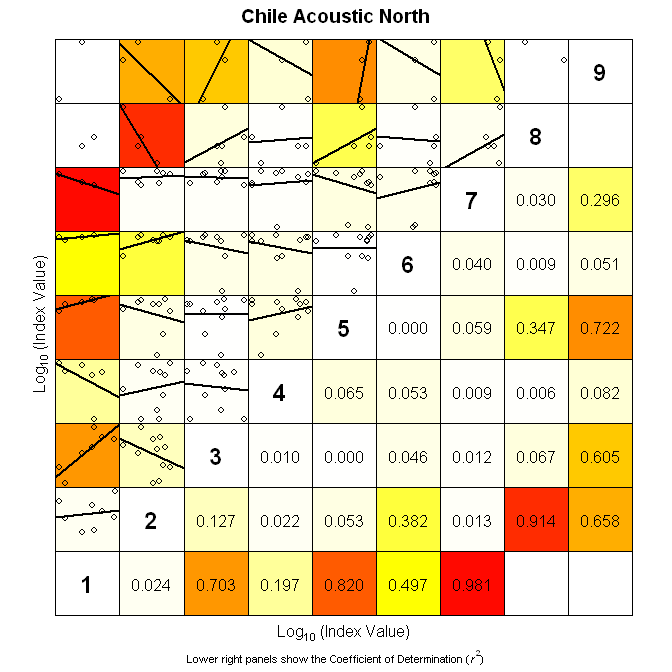 Chile Acoustic North
9
8
7 0.030 0.296
6 0.040 0.009 0.051
5 0.000 0.059 0.347 0.722
4 0.065 0.053 0.009 0.006 0.082
3 0.010 0.000 0.046 0.012 0.067 0.605
2 0.127 0.022 0.053 0.382 0.013 0.914 0.658
1 0.024 0.703 0.197 0.820 0.497 0.981
Log10 (Index Value)
Log10 (Index Value)
Lower right panels show the Coefficient of Determination (r²)